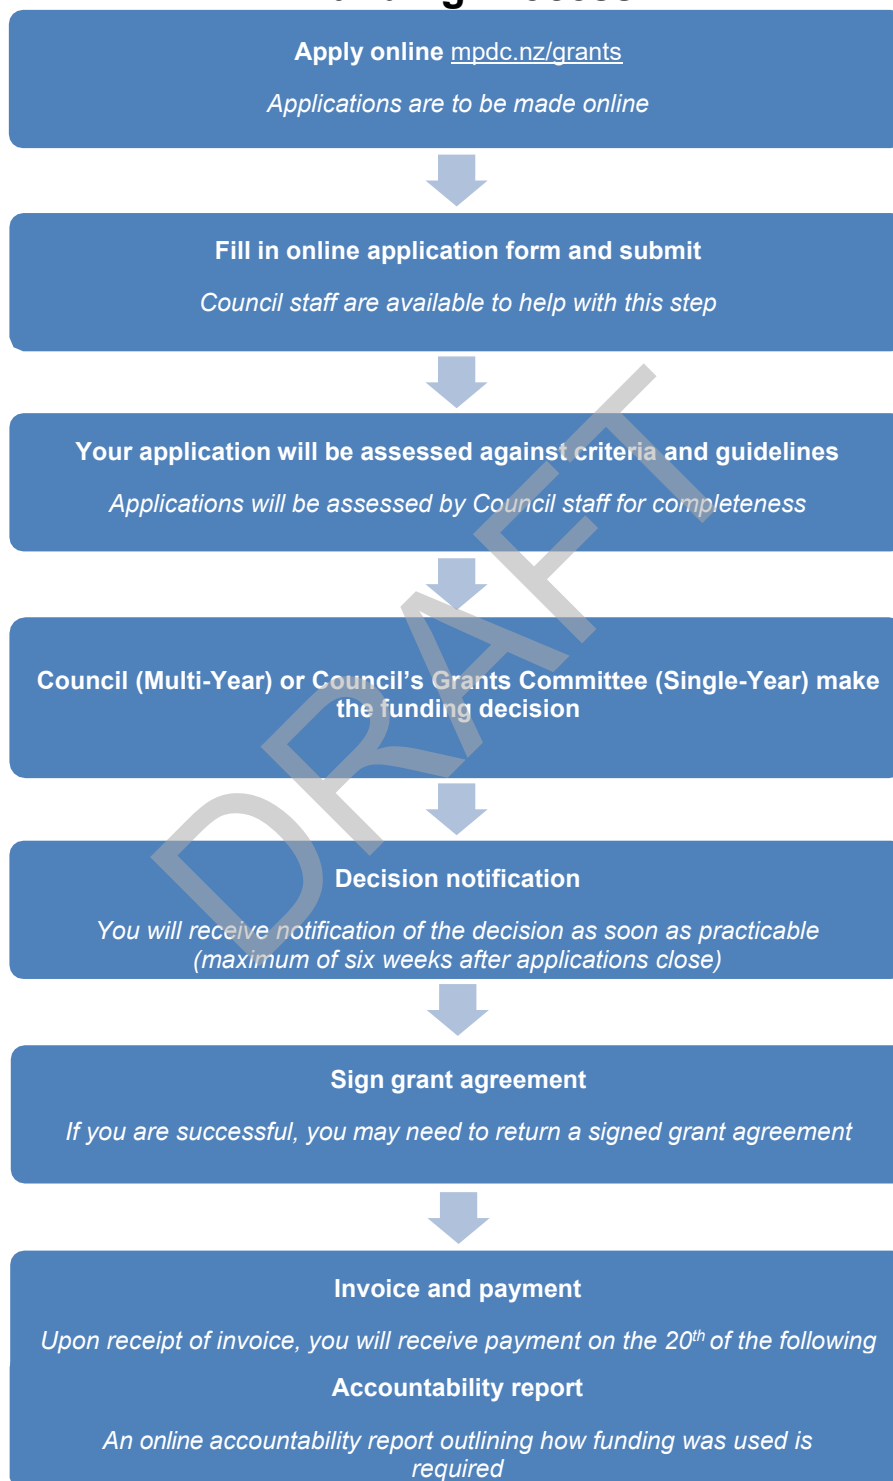 Apply online mpdc.nz/grants
Applications are to be made online
Fill in online application form and submit
Council staff are available to help with this step
Your application will be assessed against criteria and guidelines
Applications will be assessed by Council staff for completeness
Council (Multi-Year) or Council’s Grants Committee (Single-Year) make
the funding decision
DRAFT
Decision notification
You will receive notification of the decision as soon as practicable
(maximum of six weeks after applications close)
Sign grant agreement
If you are successful, you may need to return a signed grant agreement
Invoice and payment
Upon receipt of invoice, you will receive payment on the 20th of the following
Accountability report
An online accountability report outlining how funding was used is
required